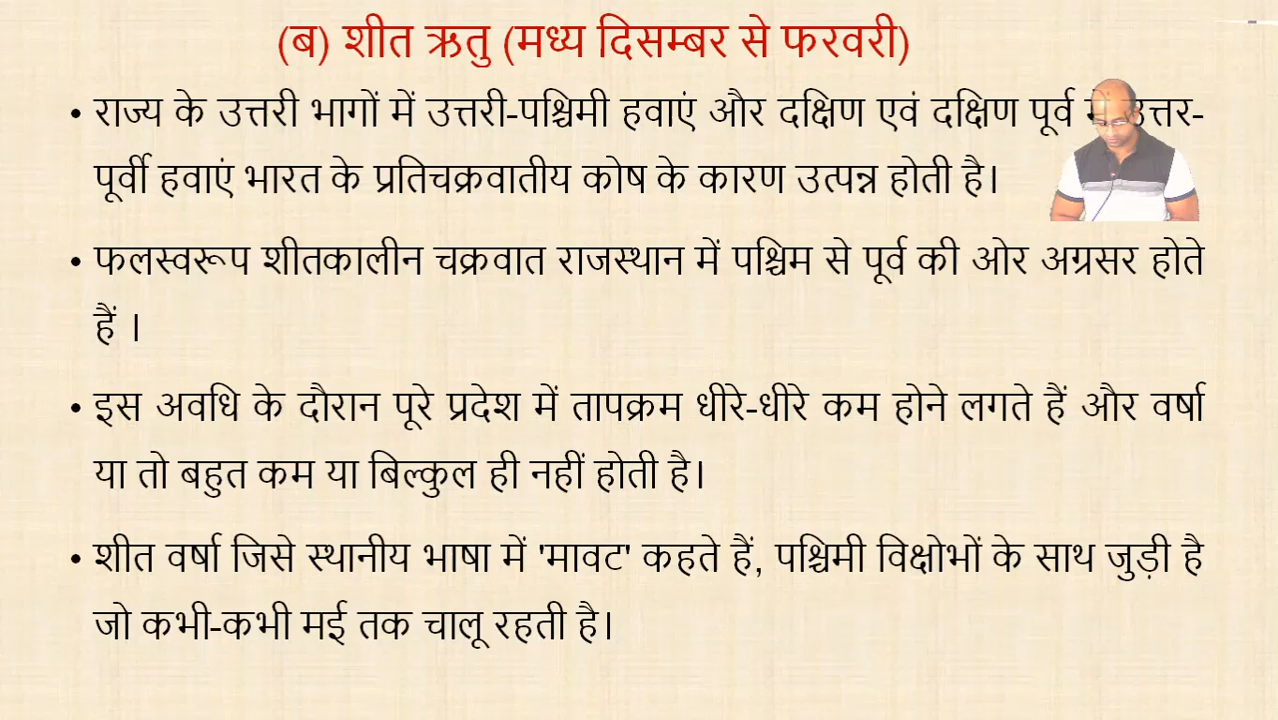 (ब) शीत ऋतु (मध्य दिसम्बर से फरवरी)
• राज्य के उत्तरी भागों में उत्तरी-पश्चिमी हवाएं और दक्षिण एवं दक्षिण पूर्व उत्तर-
पूर्वी हवाएं भारत के प्रतिचक्रवातीय कोष के कारण उत्पन्न होती है।
• फलस्वरूप शीतकालीन चक्रवात राजस्थान में पश्चिम से पूर्व की ओर अग्रसर होते
हैं ।
• इस अवधि के दौरान पूरे प्रदेश में तापक्रम धीरे-धीरे कम होने लगते हैं और वर्षा
या तो बहुत कम या बिल्कुल ही नहीं होती है।
• शीत वर्षा जिसे स्थानीय भाषा में 'मावट' कहते हैं, पश्चिमी विक्षोभों के साथ जुड़ी है
जो कभी-कभी मई तक चालू रहती है।